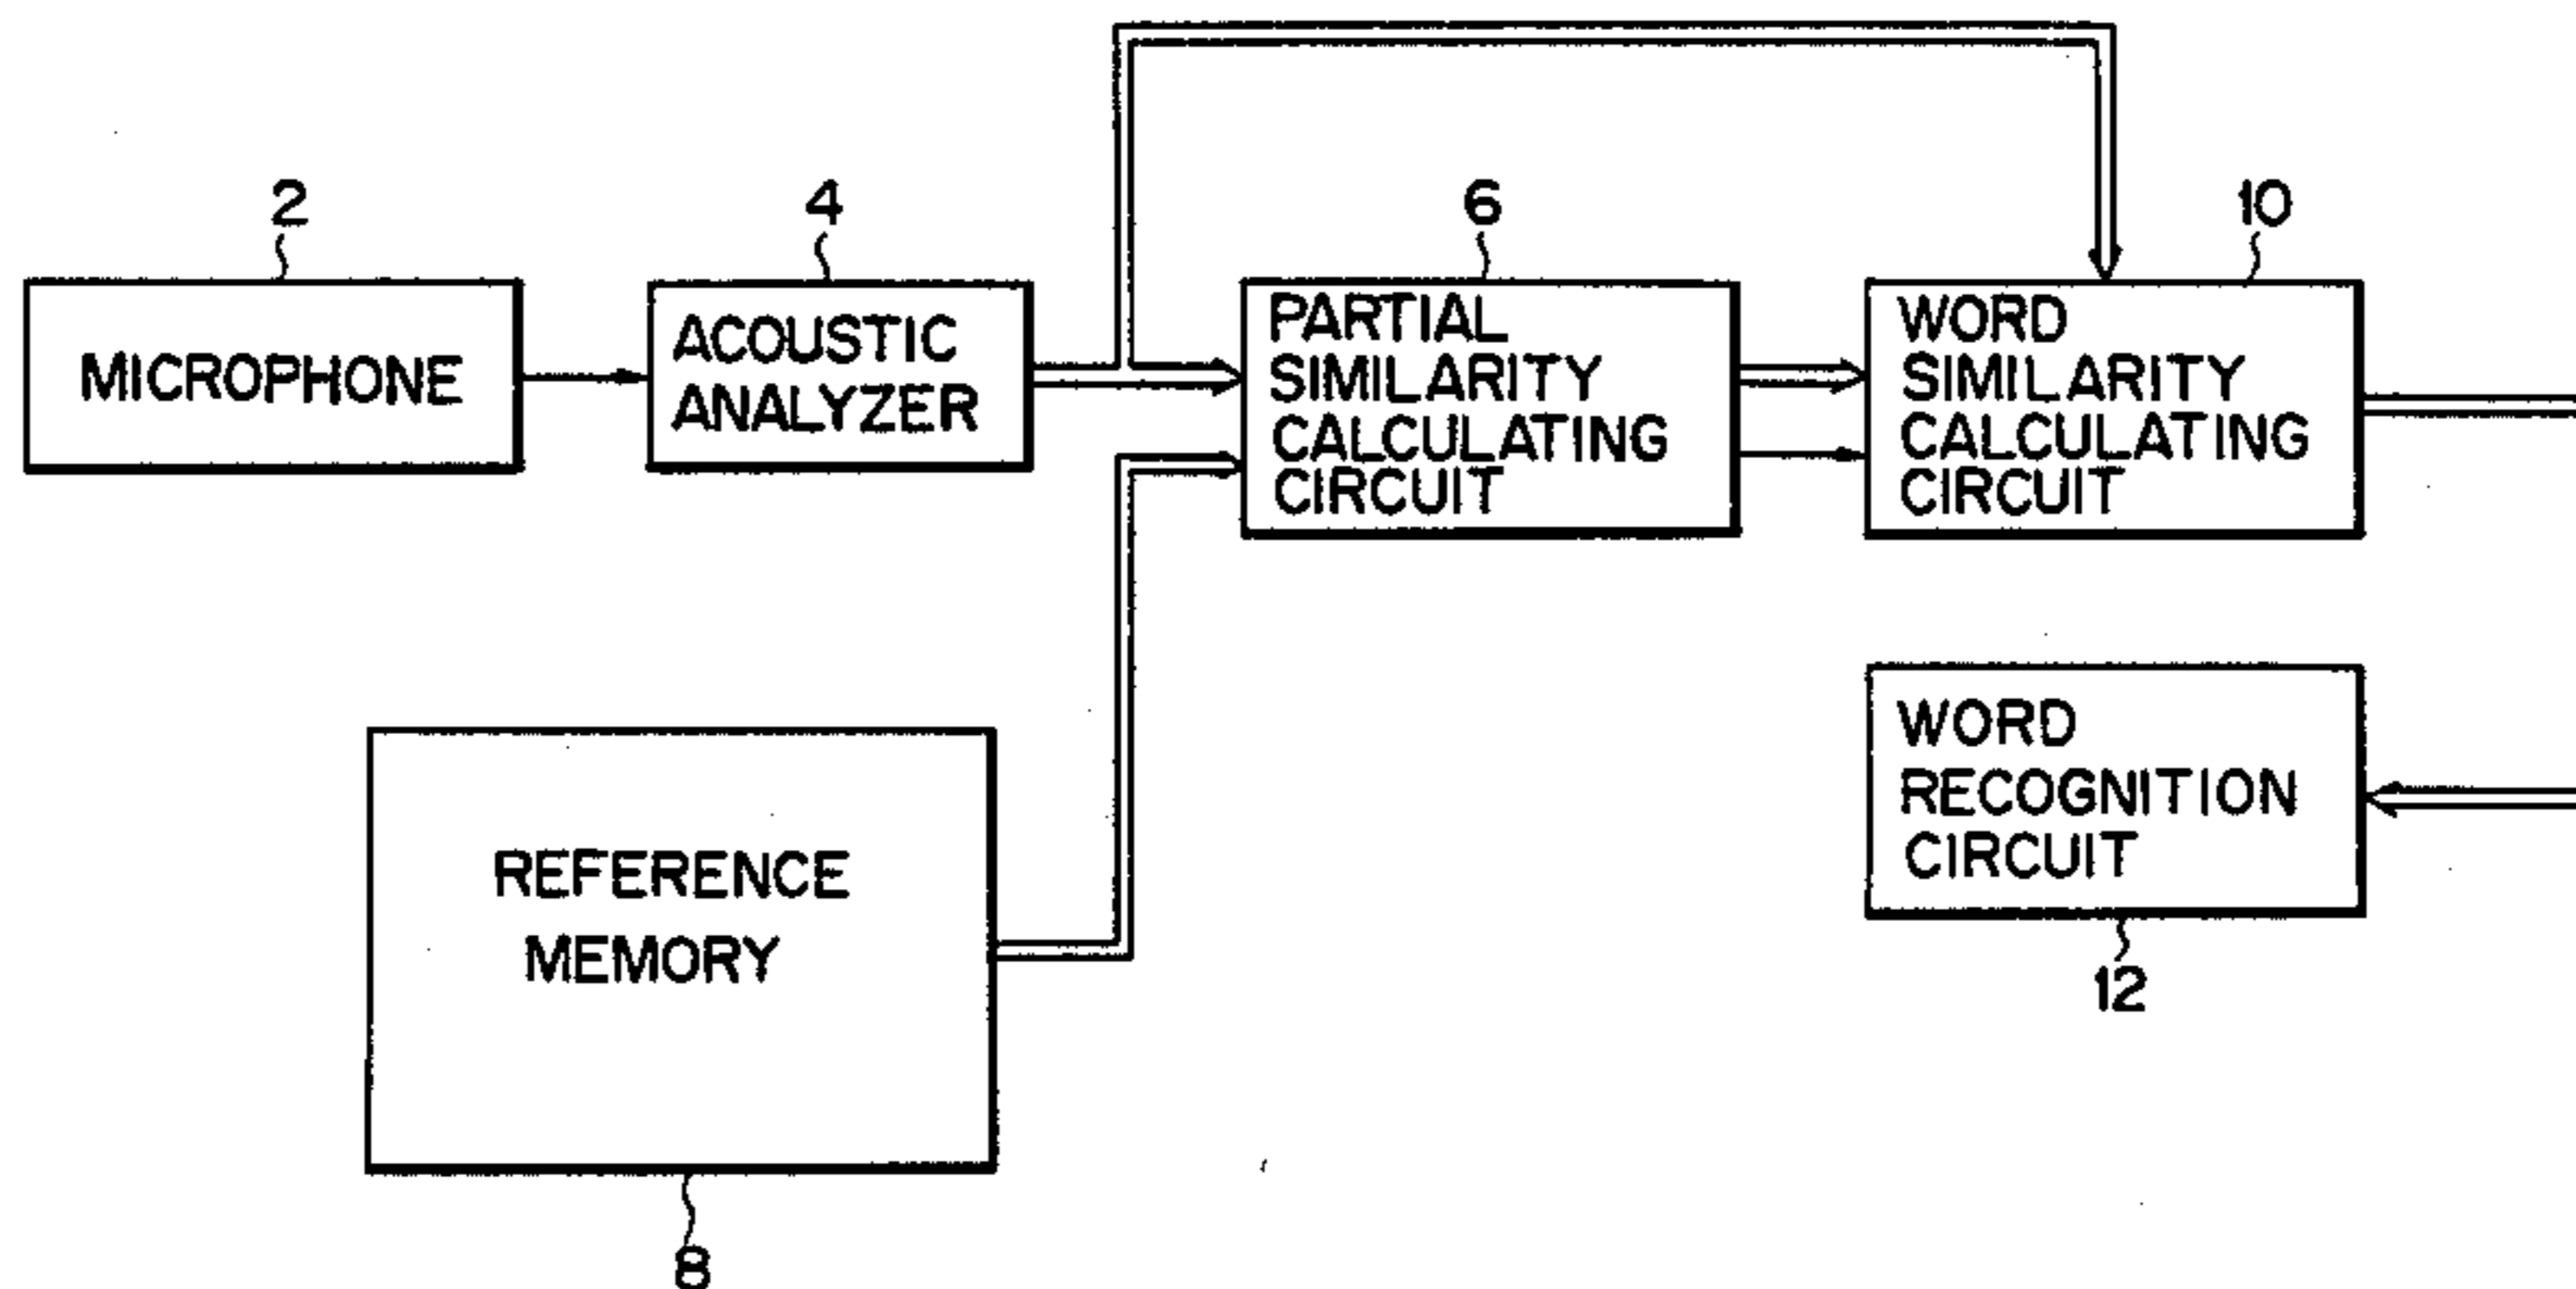 2
4
6
10
MICROPHONE
ACOUSTIC
ANALYZER
PARTIAL
SIMILARITY
CALCULATING
CIRCUIT
WORD
SIMILARITY
CALCULATING
CIRCUIT
REFERENCE
MEMORY
8
WORD
RECOGNITION
CIRCUIT
12